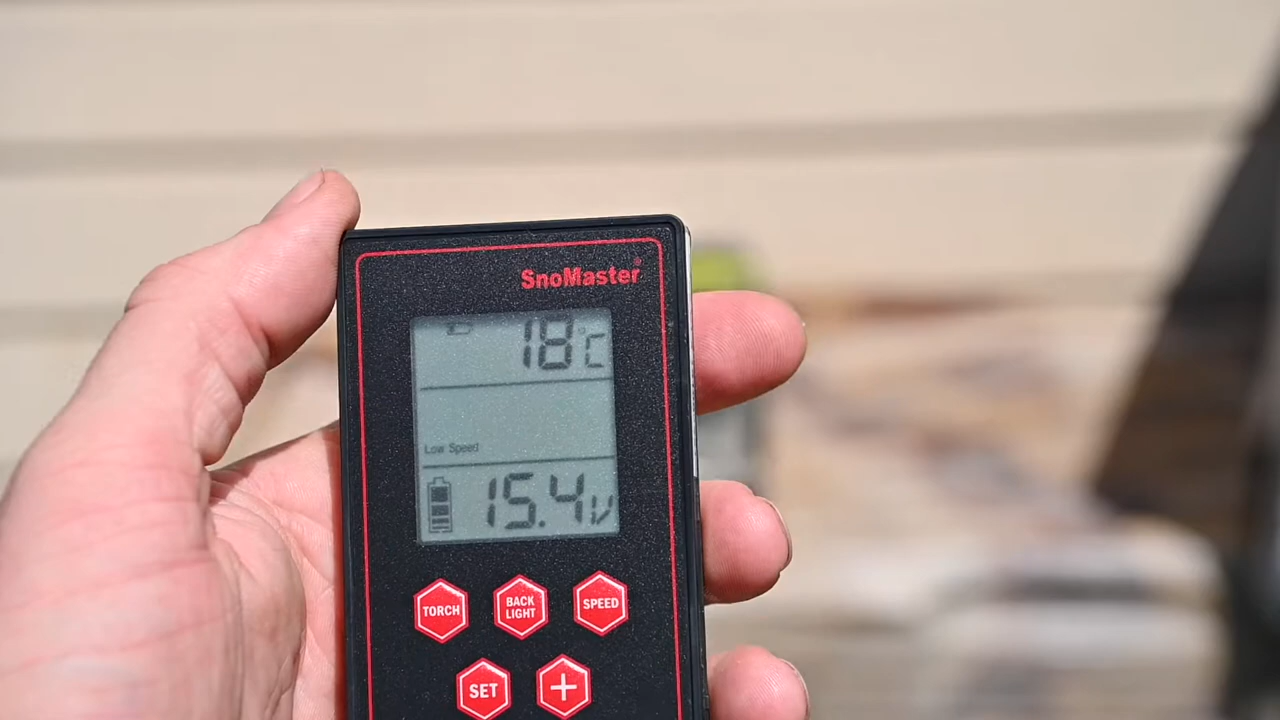 SnoMaster®
18°C
Low Speed
15.4V
TORCH
BACK LIGHT
SPEED
SET
+